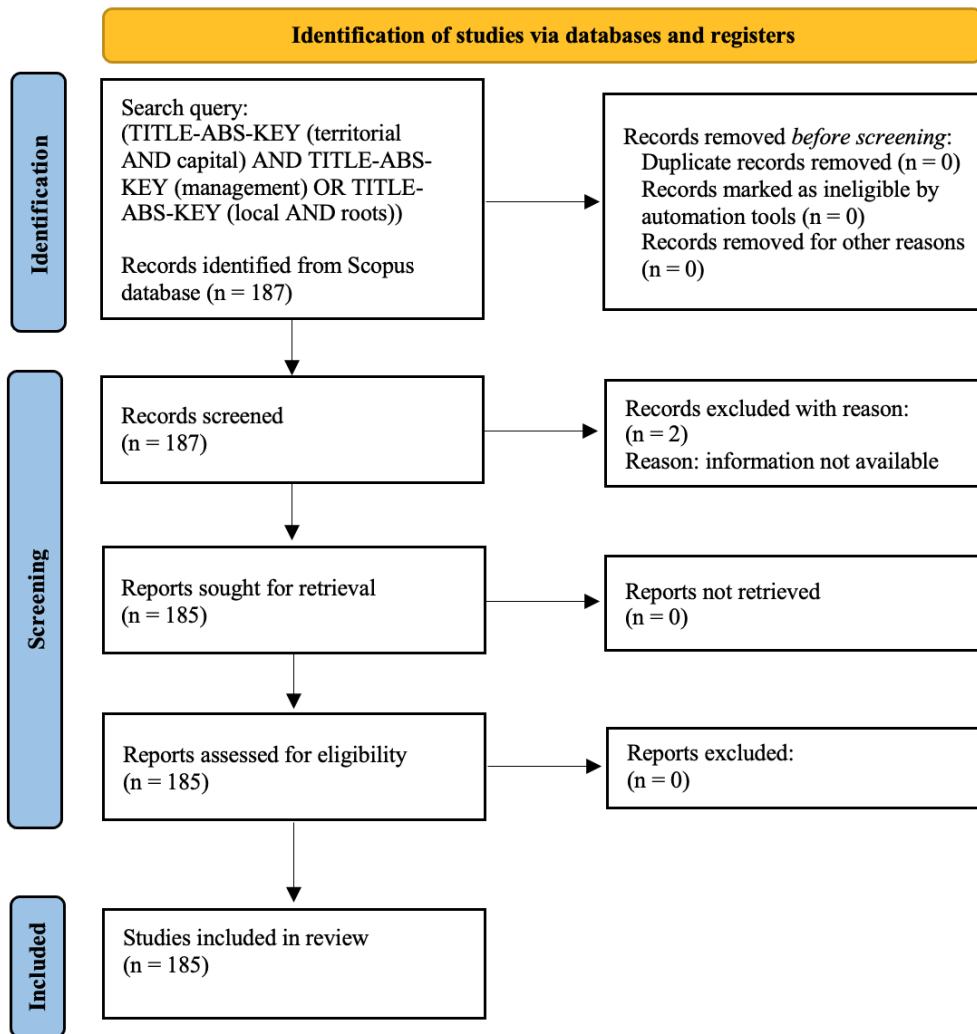 Identification of studies via databases and registers
Identification
Search query:
(TITLE-ABS-KEY (territorial
AND capital) AND TITLE-ABS-
KEY (management) OR TITLE-
ABS-KEY (local AND roots))
Records identified from Scopus
database (n = 187)
Records removed before screening:
Duplicate records removed (n = 0)
Records marked as ineligible by
automation tools (n = 0)
Records removed for other reasons
(n = 0)
Screening
Records screened
(n = 187)
Records excluded with reason:
(n = 2)
Reason: information not available
Reports sought for retrieval
(n = 185)
Reports not retrieved
(n = 0)
Reports assessed for eligibility
(n = 185)
Reports excluded:
(n = 0)
Included
Studies included in review
(n = 185)